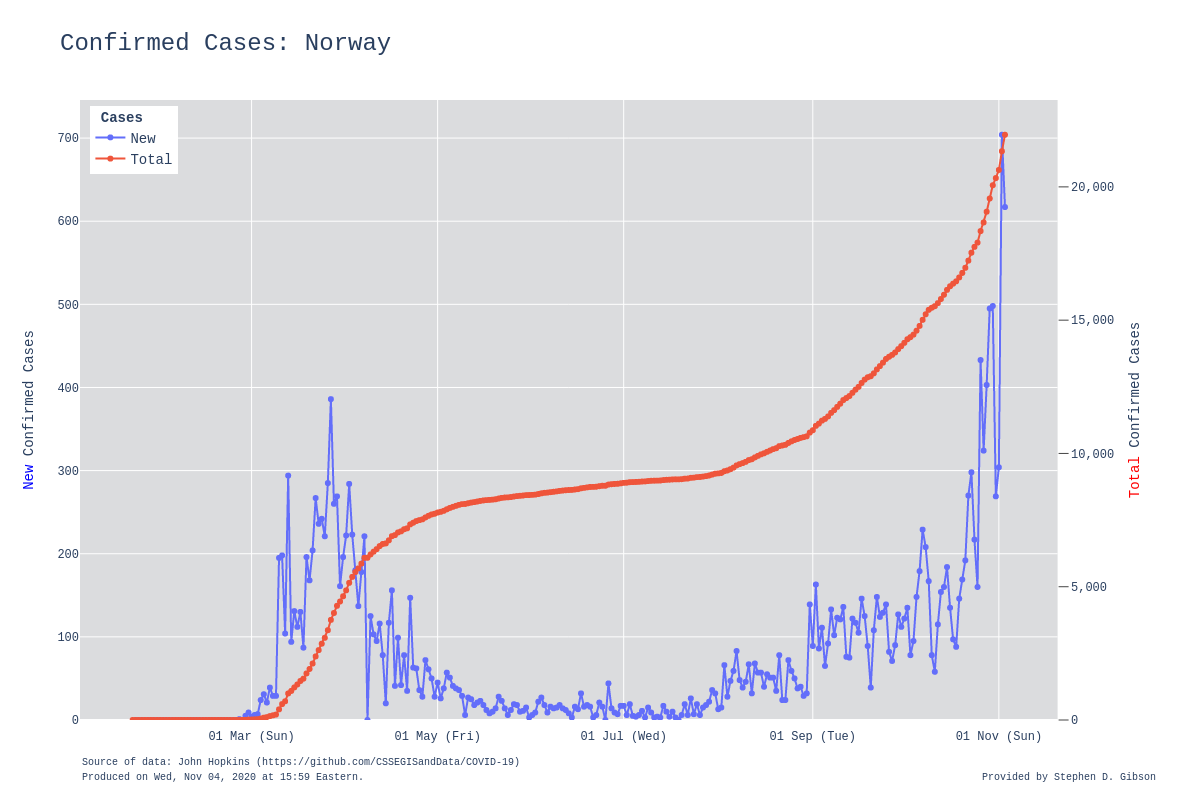 Confirmed Cases: Norway
Cases
New
Total
700
600
500
400
300
200
100
0
20,000
15,000
10,000
5,000
0
New Confirmed Cases
Total Confirmed Cases
01 Mar (Sun)
01 May (Fri)
01 Jul (Wed)
01 Sep (Tue)
01 Nov (Sun)
Source of data: John Hopkins (https://github.com/CSSEGISandData/COVID-19)
Produced on Wed, Nov 04, 2020 at 15:59 Eastern.
Provided by Stephen D. Gibson